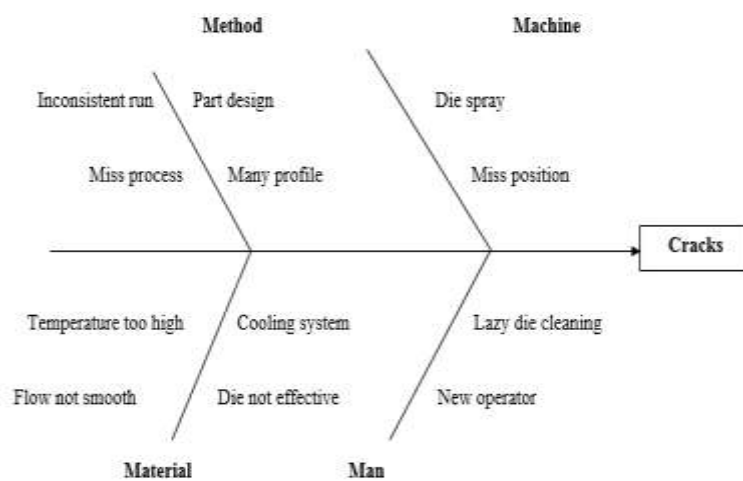 Method
Machine
Inconsistent run
Part design
Die spray
Miss process
Many profile
Miss position
Cracks
Temperature too high
Cooling system
Lazy die cleaning
Flow not smooth
Die not effective
New operator
Material
Man